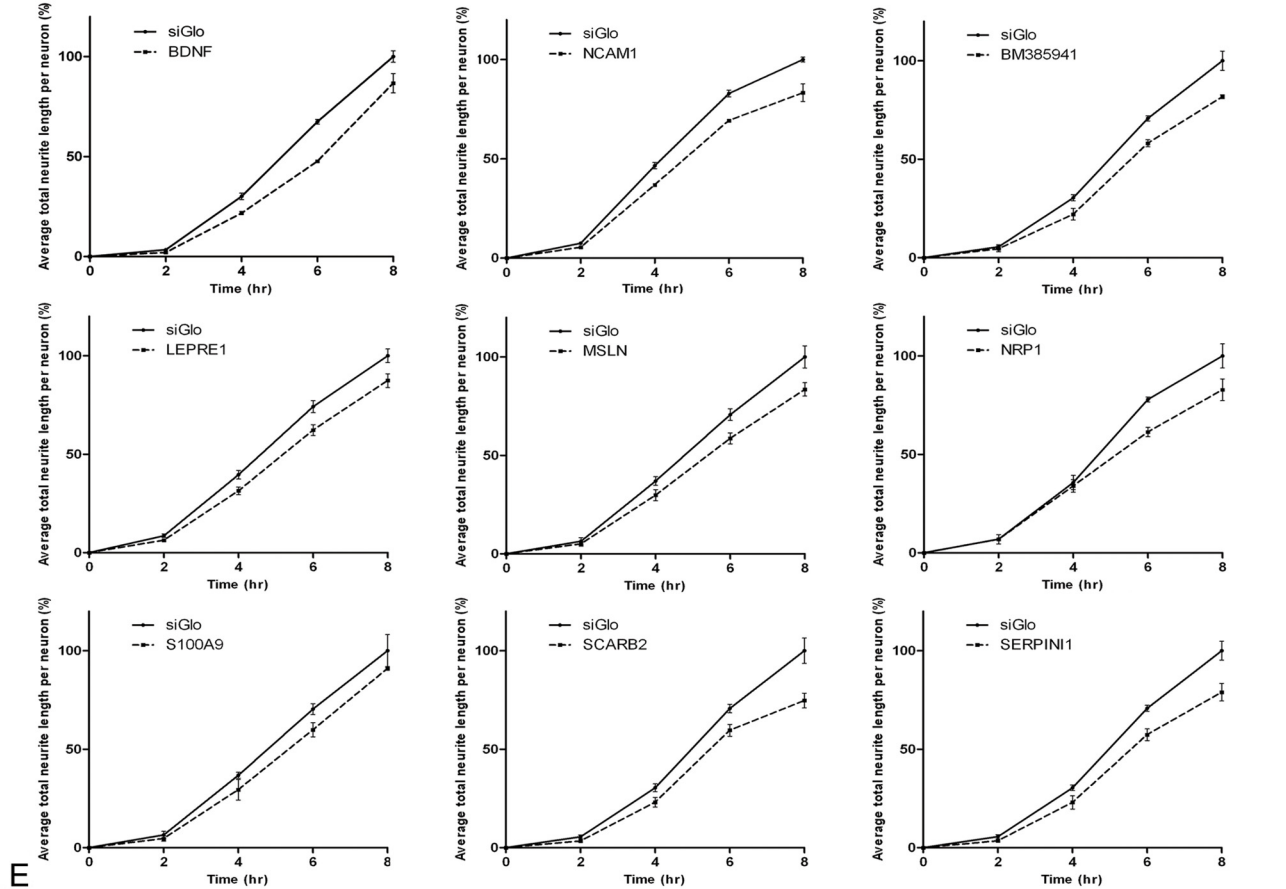 Average total neurite length per neuron (%)
siGlo
BDNF
100
50
0
0 2 4 6 8
Time (hr)
Average total neurite length per neuron (%)
siGlo
NCAM1
100
50
0
0 2 4 6 8
Time (hr)
Average total neurite length per neuron (%)
siGlo
BM385941
100
50
0
0 2 4 6 8
Time (hr)
Average total neurite length per neuron (%)
siGlo
LEPRE1
100
50
0
0 2 4 6 8
Time (hr)
Average total neurite length per neuron (%)
siGlo
MSLN
100
50
0
0 2 4 6 8
Time (hr)
Average total neurite length per neuron (%)
siGlo
NRP1
100
50
0
0 2 4 6 8
Time (hr)
Average total neurite length per neuron (%)
siGlo
S100A9
100
50
0
0 2 4 6 8
Time (hr)
Average total neurite length per neuron (%)
siGlo
SCARB2
100
50
0
0 2 4 6 8
Time (hr)
Average total neurite length per neuron (%)
siGlo
SERPINI1
100
50
0
0 2 4 6 8
Time (hr)
E